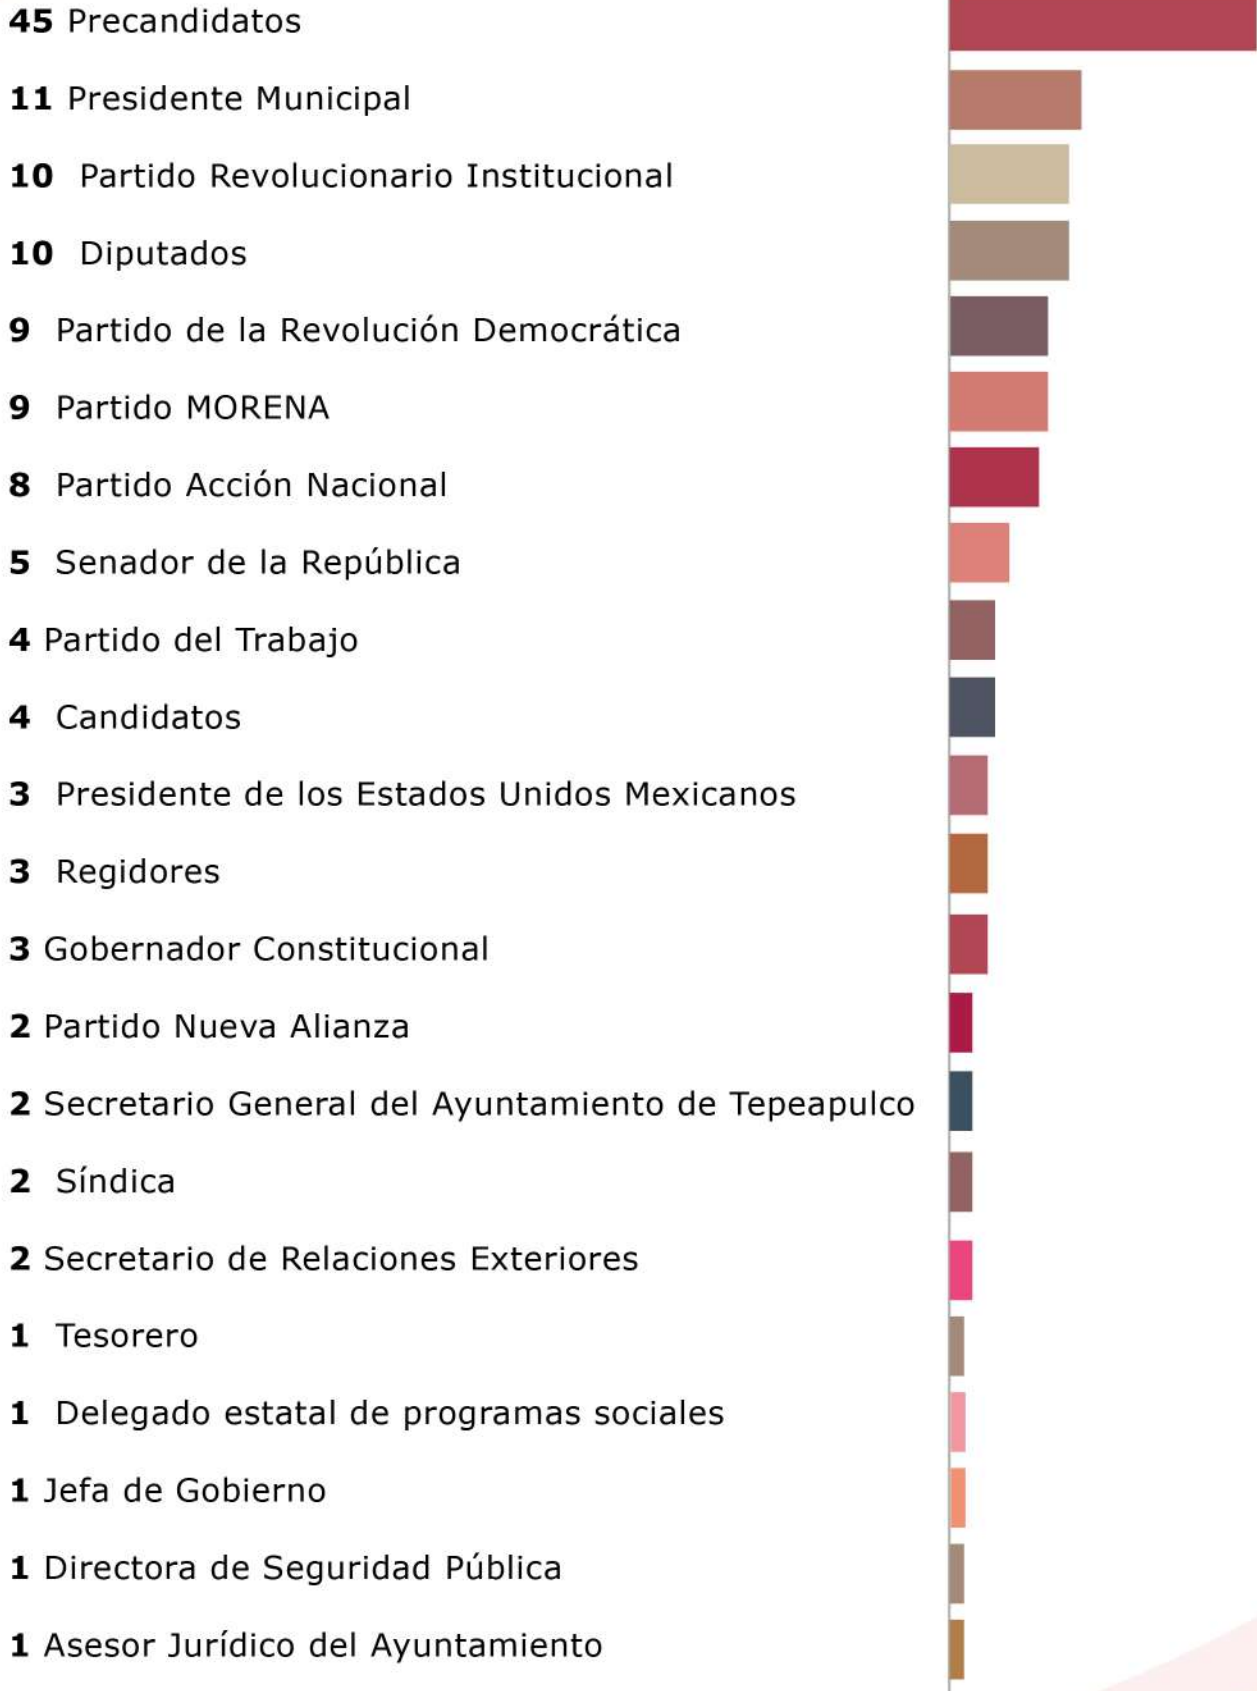 45 Precandidatos
11 Presidente Municipal
10 Partido Revolucionario Institucional
10 Diputados
9 Partido de la Revolución Democrática
9 Partido MORENA
8 Partido Acción Nacional
5 Senador de la República
4 Partido del Trabajo
4 Candidatos
3 Presidente de los Estados Unidos Mexicanos
3 Regidores
3 Gobernador Constitucional
2 Partido Nueva Alianza
2 Secretario General del Ayuntamiento de Tepeapulco
2 Síndica
2 Secretario de Relaciones Exteriores
1 Tesorero
1 Delegado estatal de programas sociales
1 Jefa de Gobierno
1 Directora de Seguridad Pública
1 Asesor Jurídico del Ayuntamiento